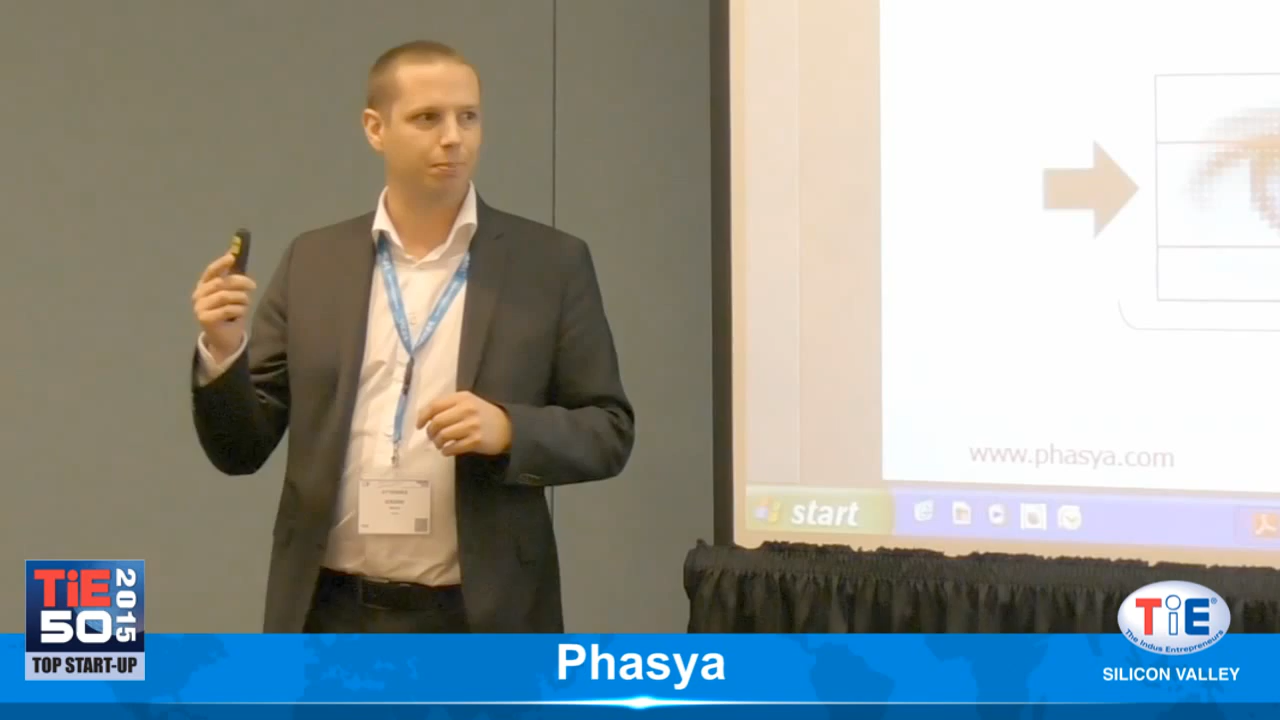 www.phasya.com
start
TiE
50
2015
TOP START-UP
Phasya
TiE®
The Indus Entrepreneurs
SILICON VALLEY